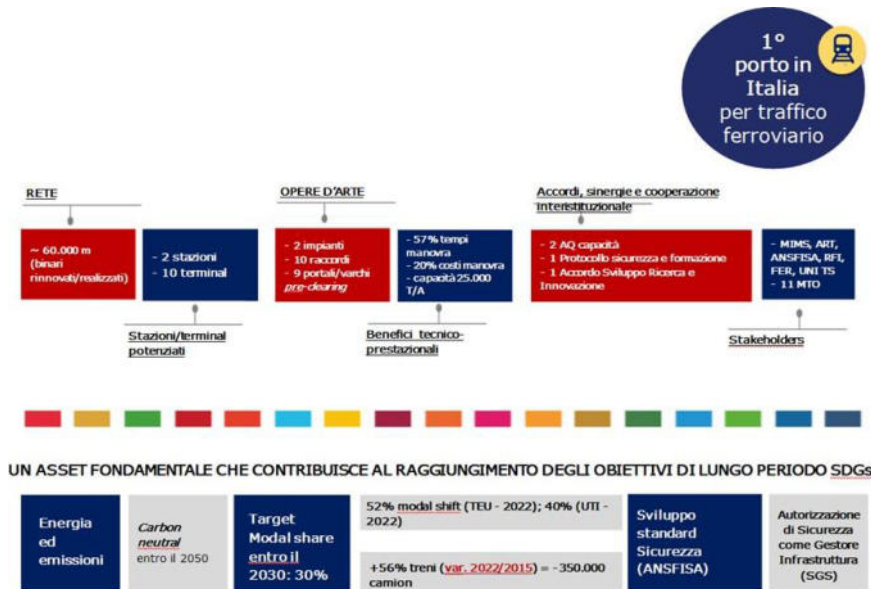 1°
porto in
Italia
per traffico
ferroviario
RETE
~ 60.000 m
(binari
rinnovati/realizzati)
- 2 stazioni
- 10 terminal
Stazioni/terminal
potenziati
OPERE D'ARTE
- 2 impianti
- 10 raccordi
- 9 portali/varchi
pre-clearing
- 57% tempi
manovra
- 20% costi manovra
- capacità 25.000
T/A
Benefici tecnico-
prestazionali
Accordi, sinergie e cooperazione
interistituzionale
- 2 AQ capacità
- 1 Protocollo sicurezza e formazione
- 1 Accordo Sviluppo Ricerca e
Innovazione
- MIMS, ART,
ANSFISA, RFI,
FER, UNI TS
- 11 MTO
Stakeholders
UN ASSET FONDAMENTALE CHE CONTRIBUISCE AL RAGGIUNGIMENTO DEGLI OBIETTIVI DI LUNGO PERIODO SDGs
Energia
ed
emissioni
Carbon
neutral
entro il 2050
Target
Modal share
entro il
2030: 30%
52% modal shift (TEU - 2022); 40% (UTI -
2022)
+56% treni (var. 2022/2015) = -350.000
camion
Sviluppo
standard
Sicurezza
(ANSFISA)
Autorizzazione
di Sicurezza
come Gestore
Infrastruttura
(SGS)